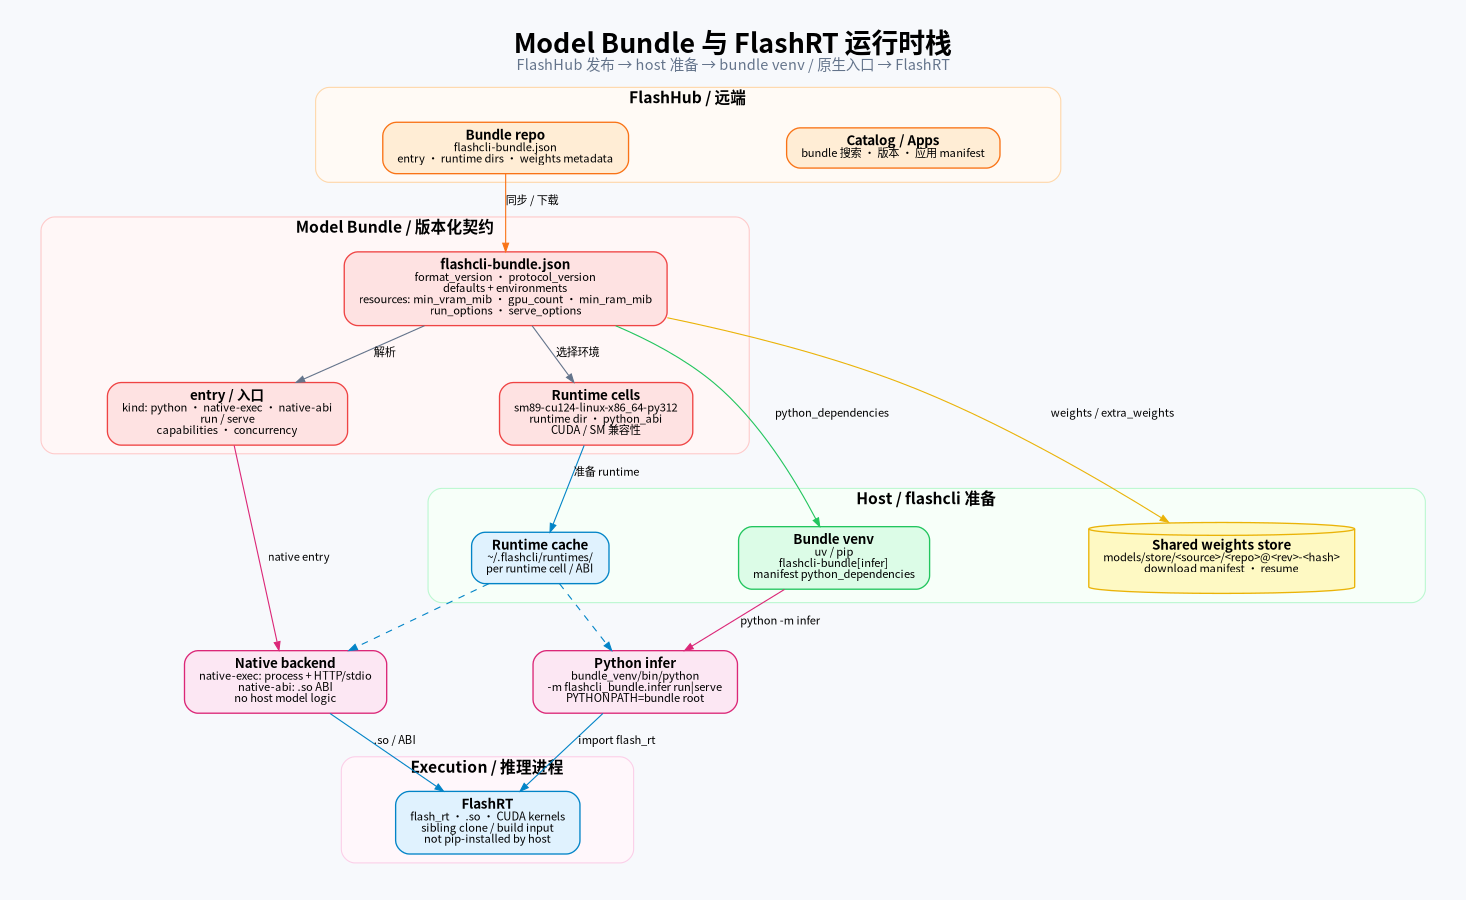 Model Bundle 与 FlashRT 运行时栈
FlashHub 发布 → host 准备 → bundle venv / 原生入口 → FlashRT
FlashHub / 远端
Bundle repo
flashcli-bundle.json
entry · runtime dirs · weights metadata
Catalog / Apps
bundle 搜索 · 版本 · 应用 manifest
同步 / 下载
Model Bundle / 版本化契约
flashcli-bundle.json
format_version · protocol_version
defaults + environments
resources: min_vram_mib · gpu_count · min_ram_mib
run_options · serve_options
解析
选择环境
entry / 入口
kind: python · native-exec · native-abi
run / serve
capabilities · concurrency
Runtime cells
sm89-cu124-linux-x86_64-py312
runtime dir · python_abi
CUDA / SM 兼容性
python_dependencies
weights / extra_weights
准备 runtime
Host / flashcli 准备
Runtime cache
~/.flashcli/runtimes/
per runtime cell / ABI
Bundle venv
uv / pip
flashcli-bundle[infer]
manifest python_dependencies
Shared weights store
models/store/<source>/<repo>@<rev>-<hash>
download manifest · resume
native entry
python -m infer
Native backend
native-exec: process + HTTP/stdio
native-abi: .so ABI
no host model logic
Python infer
bundle_venv/bin/python
-m flashcli_bundle.infer run|serve
PYTHONPATH=bundle root
.so / ABI
import flash_rt
Execution / 推理进程
FlashRT
flash_rt · .so · CUDA kernels
sibling clone / build input
not pip-installed by host